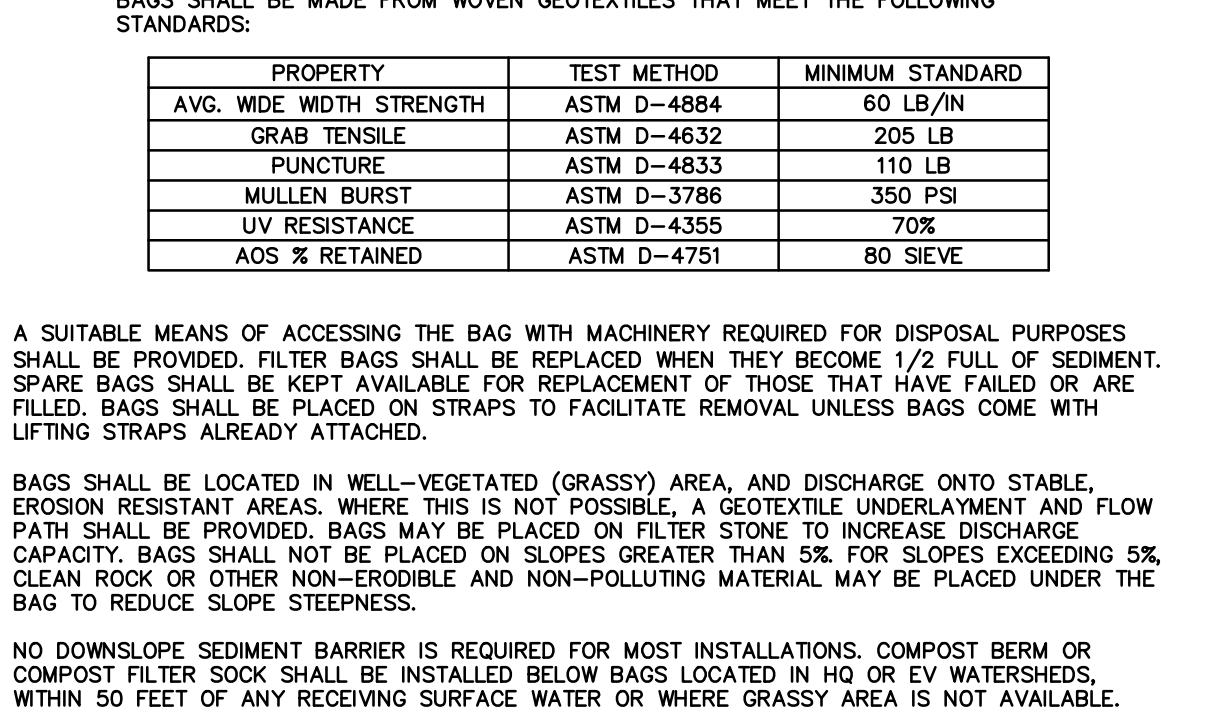 BAGS SHALL BE MADE FROM WOVEN GEOTEXTILES THAT MEET THE FOLLOWING
STANDARDS:
PROPERTY TEST METHOD MINIMUM STANDARD
AVG. WIDE WIDTH STRENGTH ASTM D-4884 60 LB/IN
GRAB TENSILE ASTM D-4632 205 LB
PUNCTURE ASTM D-4833 110 LB
MULLEN BURST ASTM D-3786 350 PSI
UV RESISTANCE ASTM D-4355 70%
AOS % RETAINED ASTM D-4751 80 SIEVE
A SUITABLE MEANS OF ACCESSING THE BAG WITH MACHINERY REQUIRED FOR DISPOSAL PURPOSES
SHALL BE PROVIDED. FILTER BAGS SHALL BE REPLACED WHEN THEY BECOME 1/2 FULL OF SEDIMENT.
SPARE BAGS SHALL BE KEPT AVAILABLE FOR REPLACEMENT OF THOSE THAT HAVE FAILED OR ARE
FILLED. BAGS SHALL BE PLACED ON STRAPS TO FACILITATE REMOVAL UNLESS BAGS COME WITH
LIFTING STRAPS ALREADY ATTACHED.
BAGS SHALL BE LOCATED IN WELL-VEGETATED (GRASSY) AREA, AND DISCHARGE ONTO STABLE,
EROSION RESISTANT AREAS. WHERE THIS IS NOT POSSIBLE, A GEOTEXTILE UNDERLAYMENT AND FLOW
PATH SHALL BE PROVIDED. BAGS MAY BE PLACED ON FILTER STONE TO INCREASE DISCHARGE
CAPACITY. BAGS SHALL NOT BE PLACED ON SLOPES GREATER THAN 5%. FOR SLOPES EXCEEDING 5%,
CLEAN ROCK OR OTHER NON-ERODIBLE AND NON-POLLUTING MATERIAL MAY BE PLACED UNDER THE
BAG TO REDUCE SLOPE STEEPNESS.
NO DOWNSLOPE SEDIMENT BARRIER IS REQUIRED FOR MOST INSTALLATIONS. COMPOST BERM OR
COMPOST FILTER SOCK SHALL BE INSTALLED BELOW BAGS LOCATED IN HQ OR EV WATERSHEDS,
WITHIN 50 FEET OF ANY RECEIVING SURFACE WATER OR WHERE GRASSY AREA IS NOT AVAILABLE.